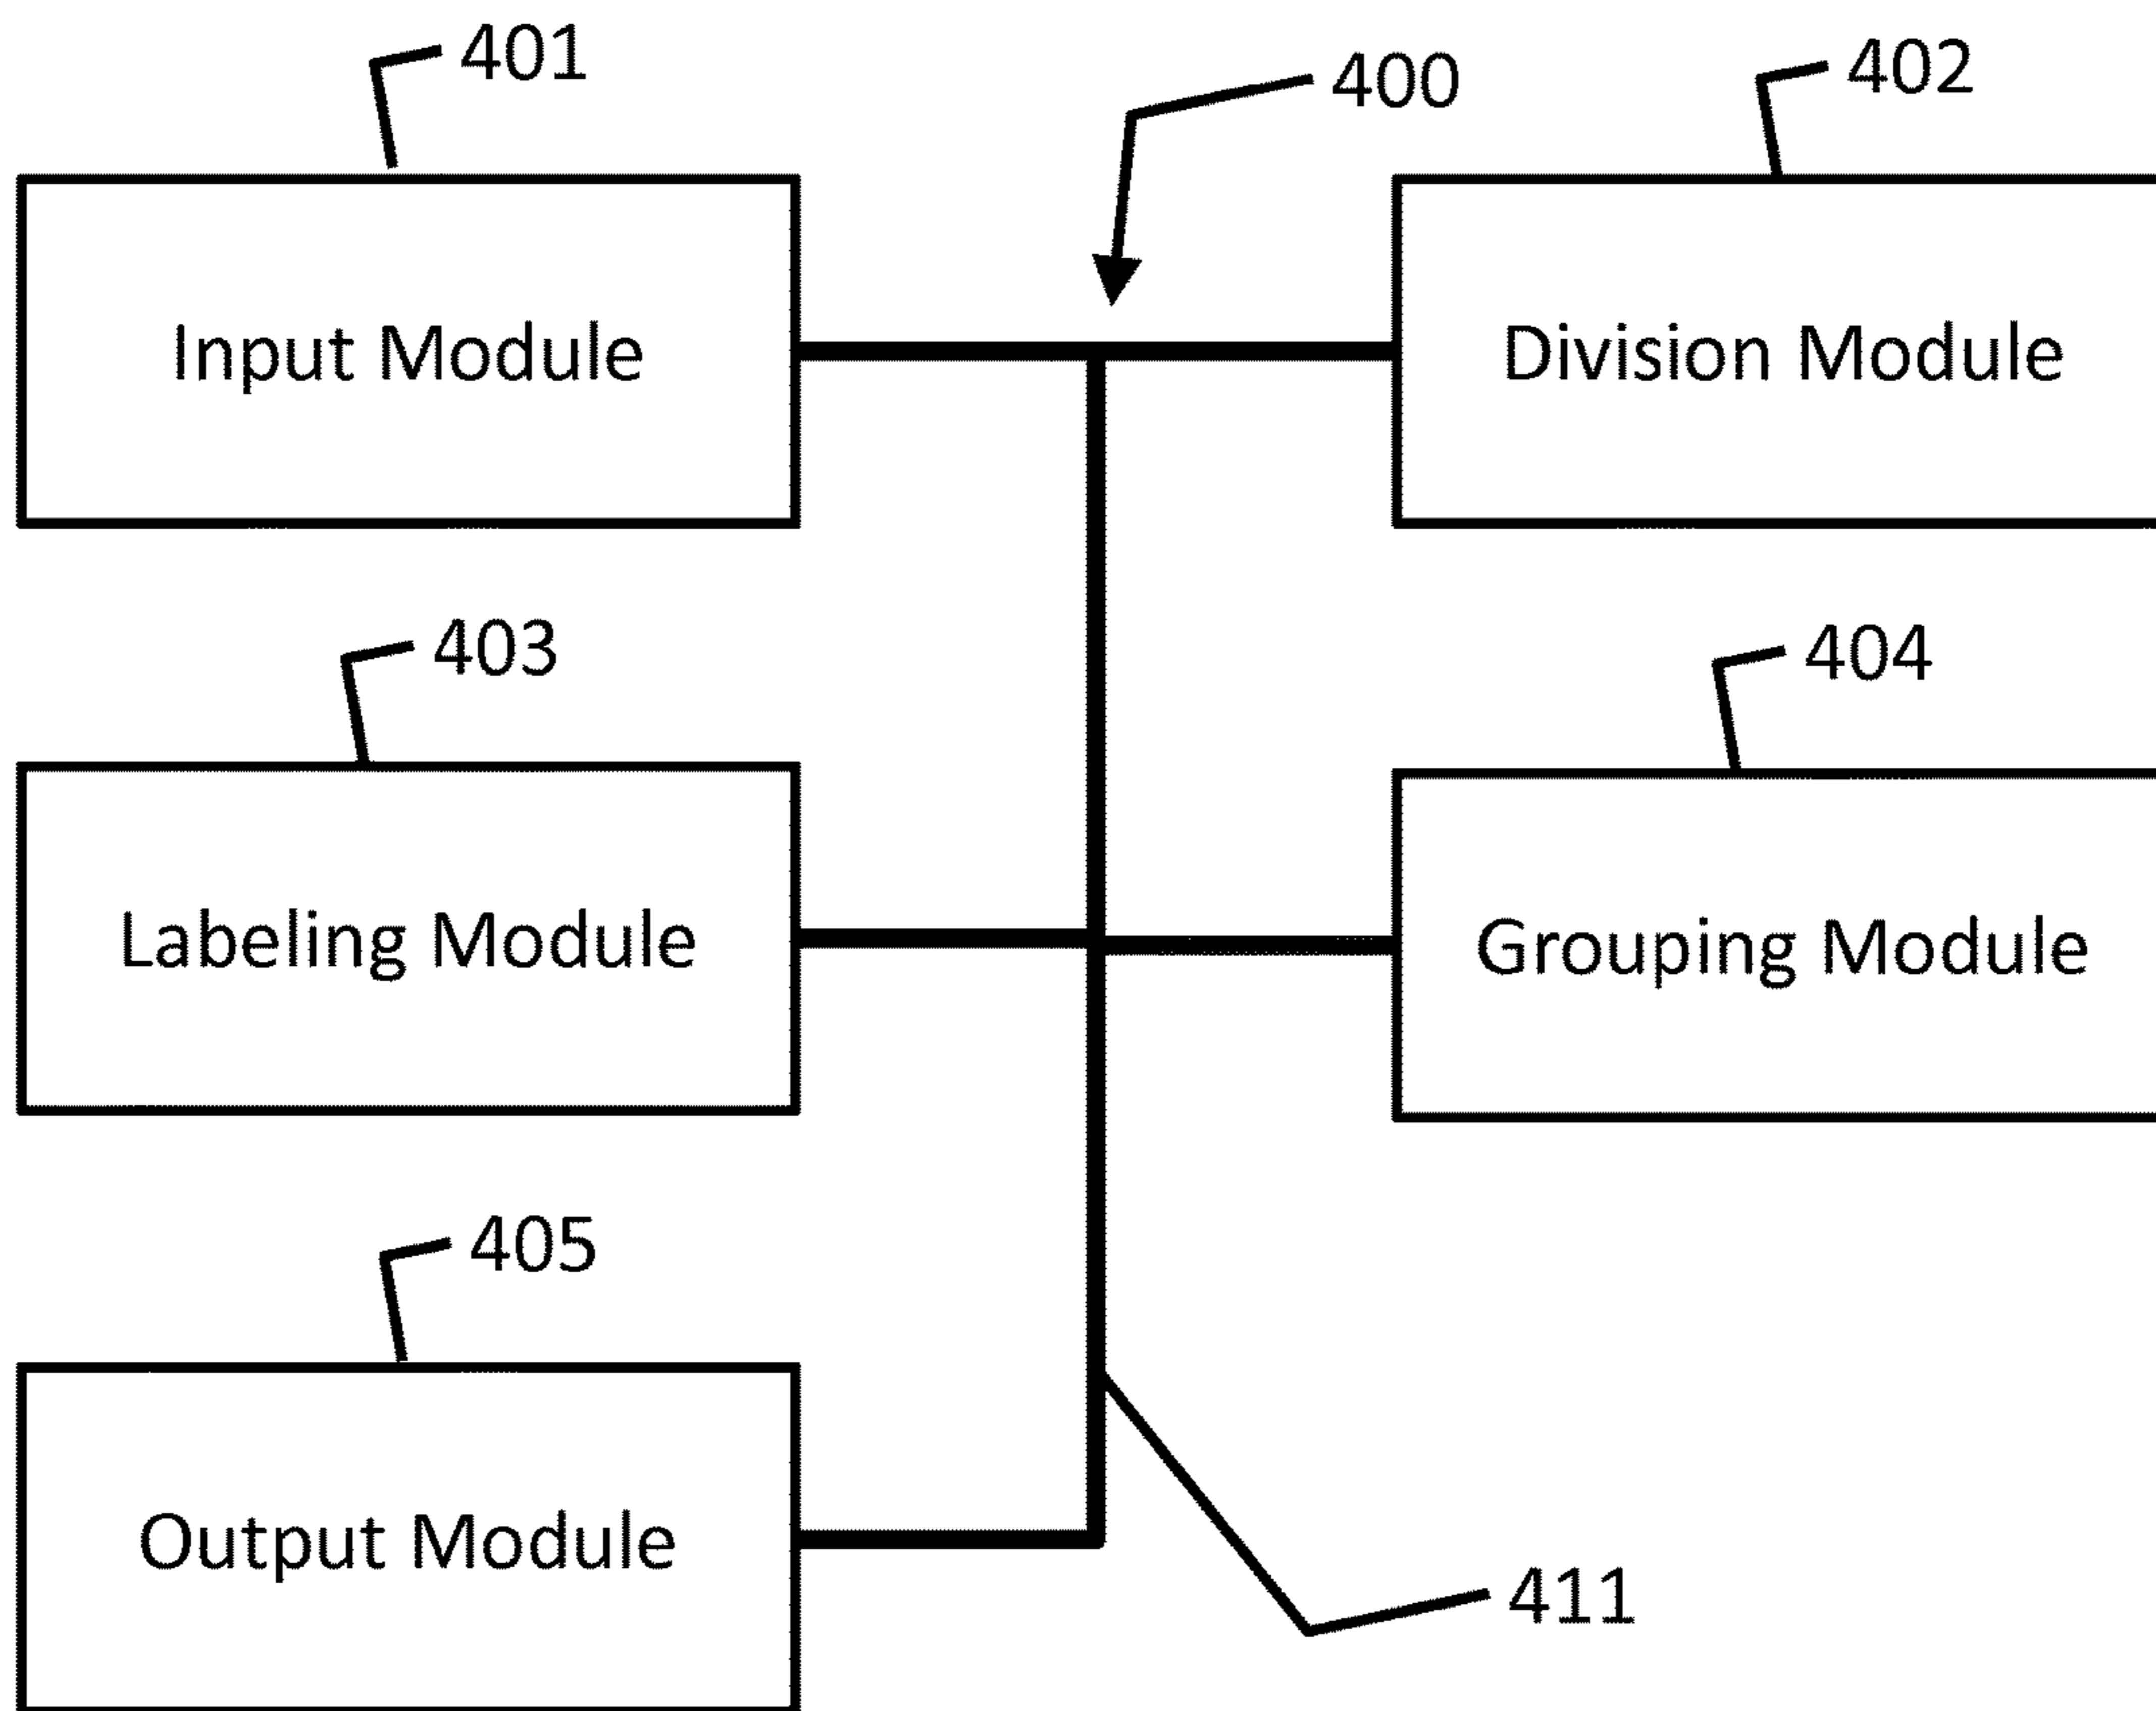 401
400
402
Input Module
Division Module
403
404
Labeling Module
Grouping Module
405
Output Module
411